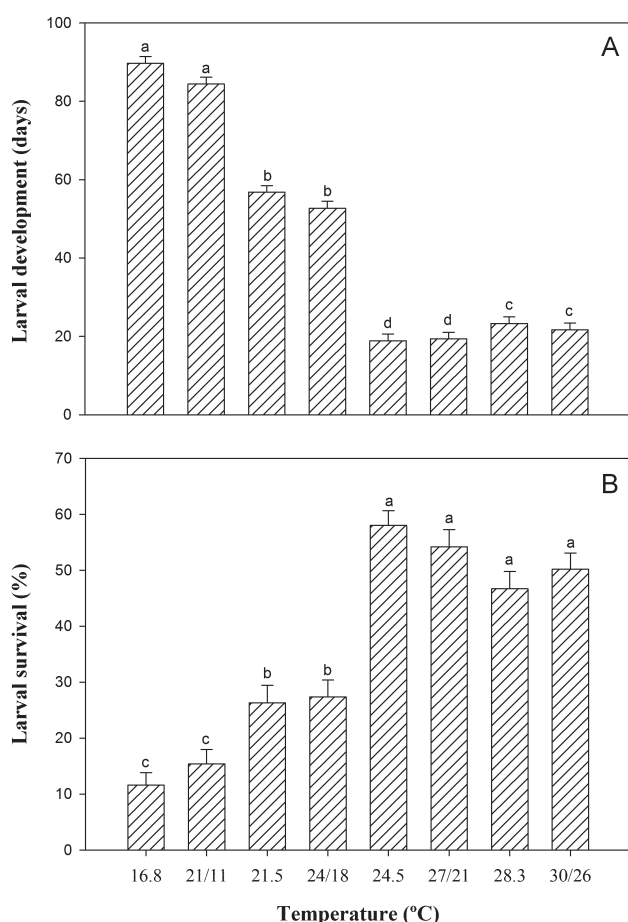 A
100
80
60
40
20
0
Larval development (days)
a a b b d d c c
B
70
60
50
40
30
20
10
0
Larval survival (%)
c c b b a a a a
16.8 21/11 21.5 24/18 24.5 27/21 28.3 30/26
Temperature (ºC)